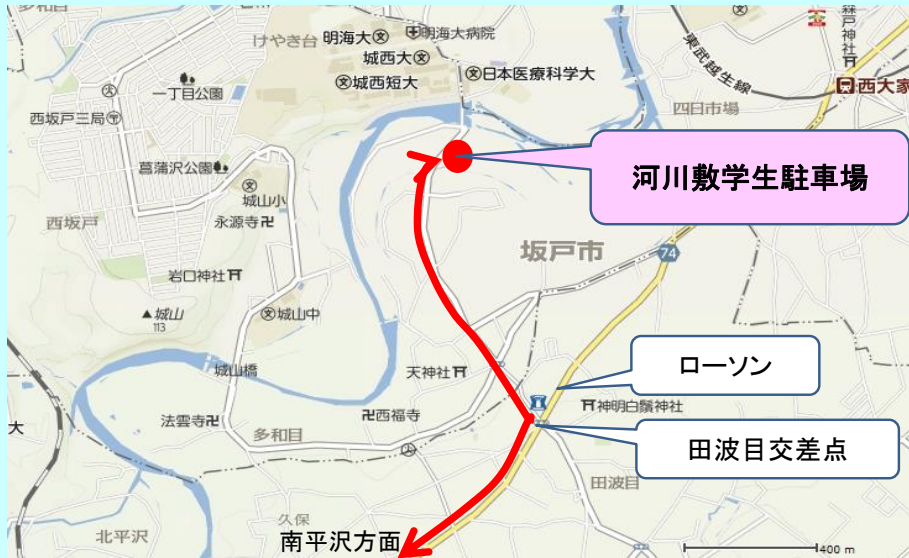 多和目
けやき台
明海大
明海大病院
城西大
城西短大
日本医療科学大
森戸
神社
東武越生線
西大家
四日市場
一丁目公園
西坂戸三局
菖蒲沢公園
城山小
永源寺
西坂戸
岩口神社
城山
113
城山中
河川敷学生駐車場
坂戸市
74
城山橋
天神社
ローソン
法雲寺
西福寺
神明白鬚神社
大
多和目
田波目交差点
田波目
久保
北平沢
南平沢方面
400 m